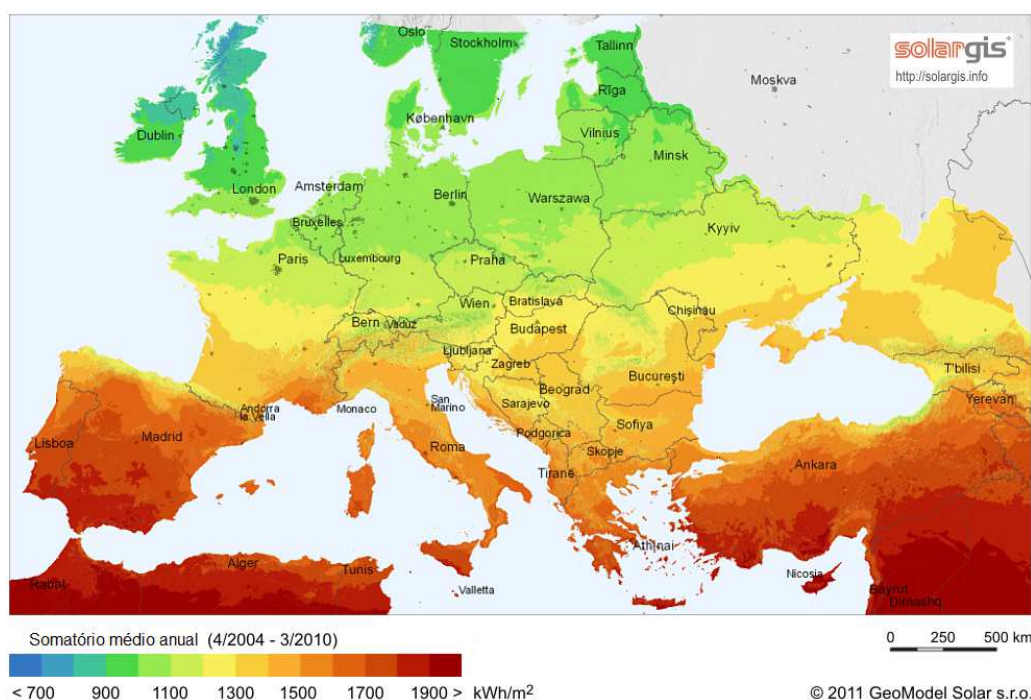 Oslo
Stockholm
Tallinn
solargis
http://solargis.info
Moskva
Rīga
Dublin
København
Vilnius
Minsk
London
Amsterdam
Berlin
Warszawa
Bruxelles
Kyyiv
Paris
Luxembourg
Praha
Wien
Bratislava
Chişinău
Bern
Vaduz
Budapest
Ljubljana
Zagreb
T'bilisi
Beograd
Bucureşti
Yerevan
Andorra
la Vella
Monaco
San
Marino
Sarajevo
Lisboa
Madrid
Roma
Podgorica
Sofiya
Skopje
Ankara
Tiranë
Athínai
Rabat
Alger
Tunis
Valletta
Nicosia
Bayrut
Dimashq
Somatório médio anual (4/2004 - 3/2010)
0 250 500 km
< 700 900 1100 1300 1500 1700 1900 > kWh/m²
© 2011 GeoModel Solar s.r.o.